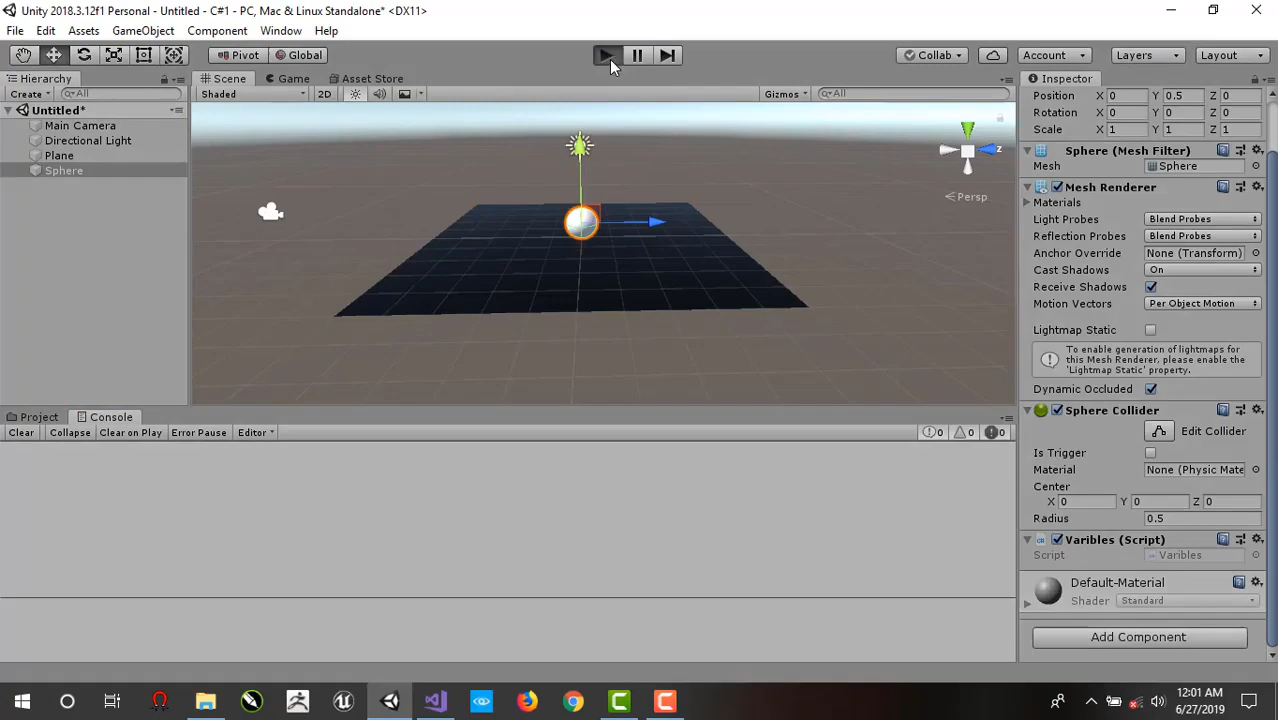 Unity 2018.3.12f1 Personal - Untitled - C#1 - PC, Mac & Linux Standalone* <DX11>
File Edit Assets GameObject Component Window Help
Pivot Global Collab Account Layers Layout
Hierarchy Scene Game Asset Store Inspector
Create All Shaded 2D Gizmos All Position X 0 Y 0.5 Z 0
Untitled* Rotation X 0 Y 0 Z 0
Main Camera Scale X 1 Y 1 Z 1
Directional Light Sphere (Mesh Filter)
Plane z Mesh Sphere
Sphere Mesh Renderer
Persp Materials
Light Probes Blend Probes
Reflection Probes Blend Probes
Anchor Override None (Transform)
Cast Shadows On
Receive Shadows
Motion Vectors Per Object Motion
Lightmap Static
To enable generation of lightmaps for
this Mesh Renderer, please enable the
'Lightmap Static' property.
Dynamic Occluded
Project Console Sphere Collider
Clear Collapse Clear on Play Error Pause Editor 0 0 0 Edit Collider
Is Trigger
Material None (Physic Mate
Center
X 0 Y 0 Z 0
Radius 0.5
Varibles (Script)
Script Varibles
Default-Material
Shader Standard
Add Component
12:01 AM
6/27/2019